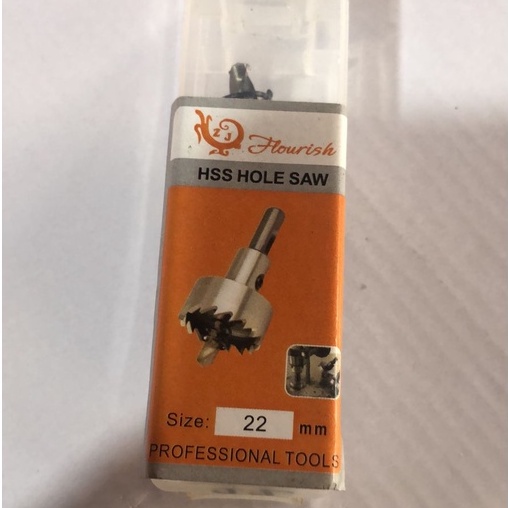 ZJ
Flourish
HSS HOLE SAW
Size: 22 mm
PROFESSIONAL TOOLS